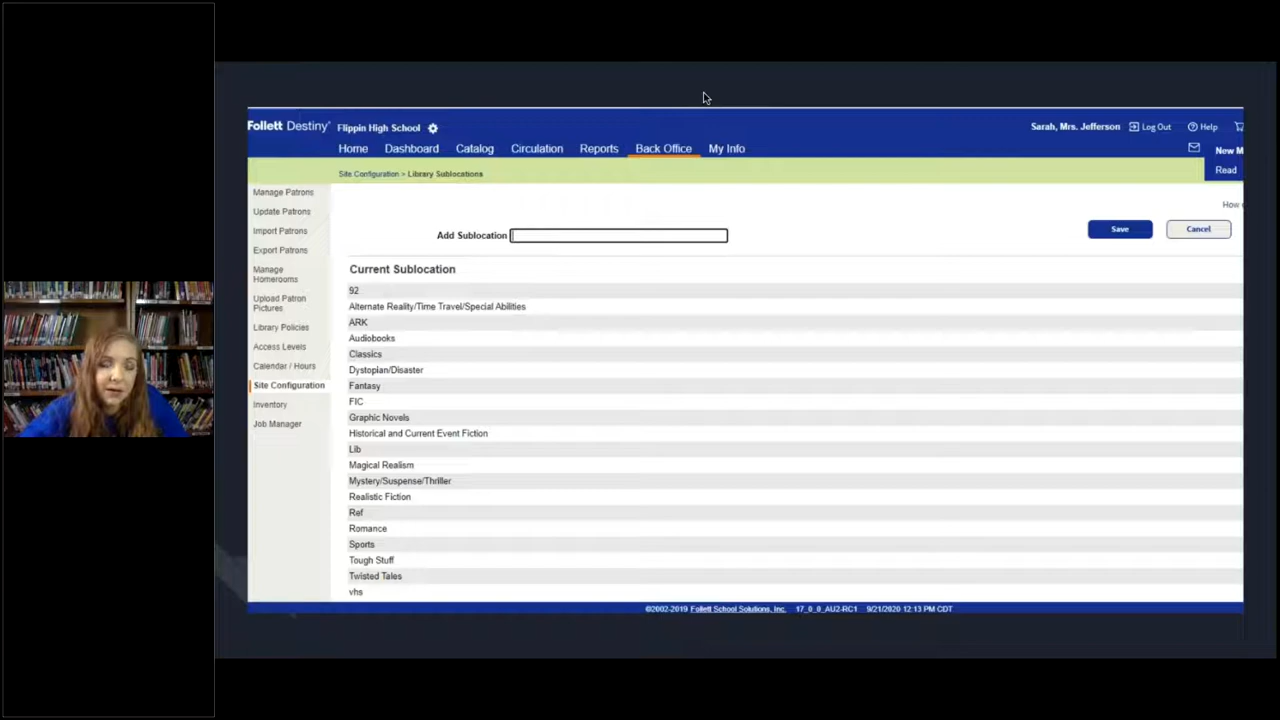 Follett Destiny® Flippin High School
Sarah, Mrs. Jefferson Log Out Help
Home Dashboard Catalog Circulation Reports Back Office My Info
New M
Read
Site Configuration > Library Sublocations
How
Manage Patrons
Update Patrons
Import Patrons
Export Patrons
Manage
Homerooms
Upload Patron
Pictures
Library Policies
Access Levels
Calendar / Hours
Site Configuration
Inventory
Job Manager
Add Sublocation
Save Cancel
Current Sublocation
92
Alternate Reality/Time Travel/Special Abilities
ARK
Audiobooks
Classics
Dystopian/Disaster
Fantasy
FIC
Graphic Novels
Historical and Current Event Fiction
Lib
Magical Realism
Mystery/Suspense/Thriller
Realistic Fiction
Ref
Romance
Sports
Tough Stuff
Twisted Tales
vhs
©2002-2019 Follett School Solutions, Inc. 17_0_0_AU2-RC1 9/21/2020 12:13 PM CDT